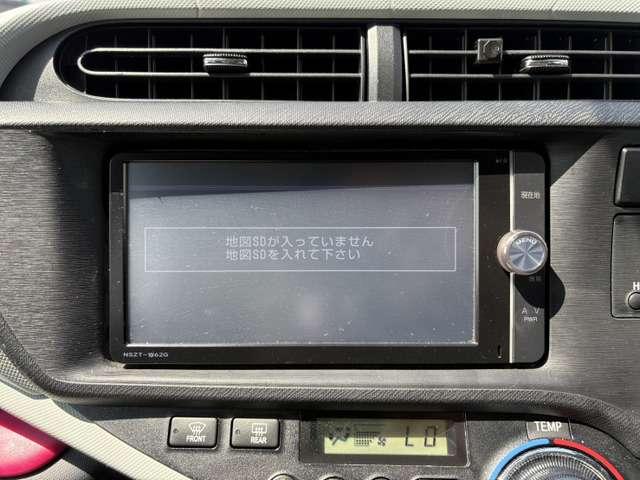 現在地
地図SDが入っていません
地図SDを入れて下さい
MENU
A V
PWR
NSZT-W62G
FRONT
REAR
LO
TEMP
H